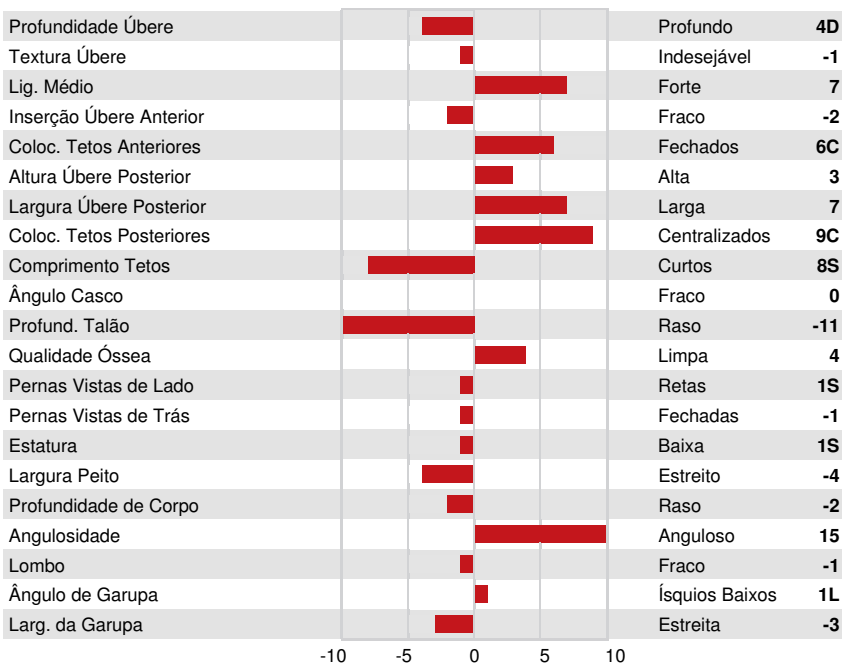 Profundidade Úbere Profundo 4D
Textura Úbere Indesejável -1
Lig. Médio Forte 7
Inserção Úbere Anterior Fraco -2
Coloc. Tetos Anteriores Fechados 6C
Altura Úbere Posterior Alta 3
Largura Úbere Posterior Larga 7
Coloc. Tetos Posteriores Centralizados 9C
Comprimento Tetos Curtos 8S
Ângulo Casco Fraco 0
Profund. Talão Raso -11
Qualidade Óssea Limpa 4
Pernas Vistas de Lado Retas 1S
Pernas Vistas de Trás Fechadas -1
Estatura Baixa 1S
Largura Peito Estreito -4
Profundidade de Corpo Raso -2
Angulosidade Anguloso 15
Lombo Fraco -1
Ângulo de Garupa Ísquios Baixos 1L
Larg. da Garupa Estreita -3
-10 -5 0 5 10